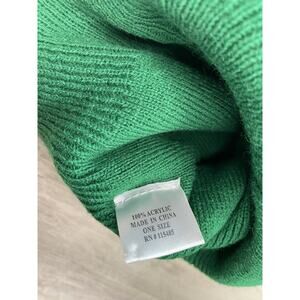 100% ACRYLIC
MADE IN CHINA
ONE SIZE
RN # 115485